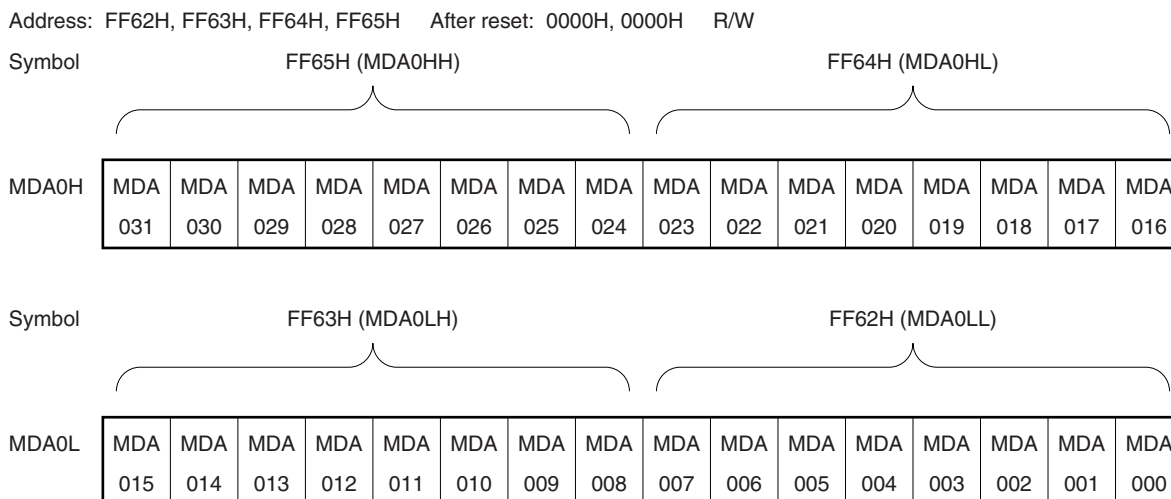 Address: FF62H, FF63H, FF64H, FF65H After reset: 0000H, 0000H R/W
Symbol FF65H (MDA0HH) FF64H (MDA0HL)
MDA0H MDA MDA MDA MDA MDA MDA MDA MDA MDA MDA MDA MDA MDA MDA MDA MDA
031 030 029 028 027 026 025 024 023 022 021 020 019 018 017 016
Symbol FF63H (MDA0LH) FF62H (MDA0LL)
MDA0L MDA MDA MDA MDA MDA MDA MDA MDA MDA MDA MDA MDA MDA MDA MDA MDA
015 014 013 012 011 010 009 008 007 006 005 004 003 002 001 000